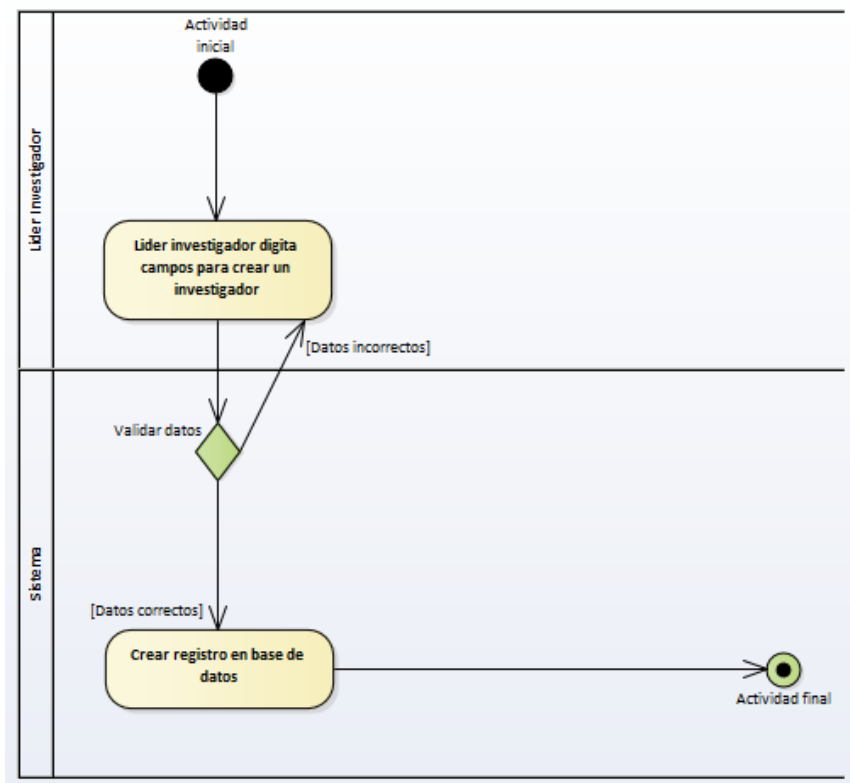 Actividad
inicial
Lider Investigador
Lider investigador digita
campos para crear un
investigador
[Datos incorrectos]
Validar datos
Sistema
[Datos correctos]
Crear registro en base de
datos
Actividad final